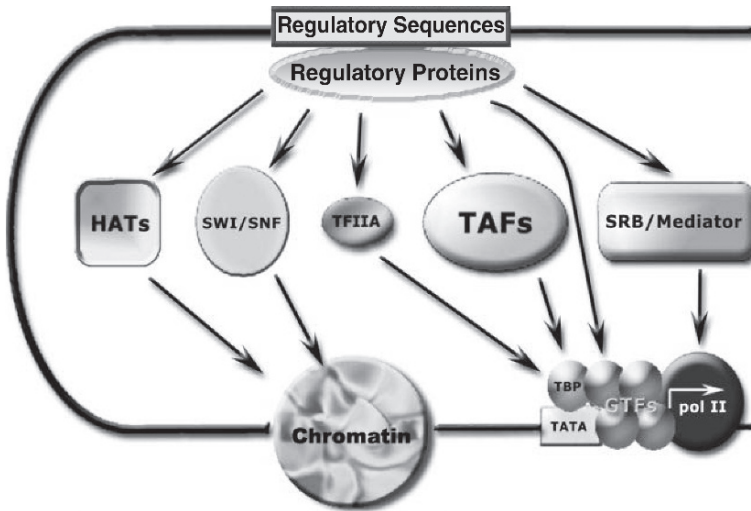 Regulatory Sequences
Regulatory Proteins
HATs
SWI/SNF
TFIIA
TAFs
SRB/Mediator
TBP
GTFs
pol II
TATA
Chromatin